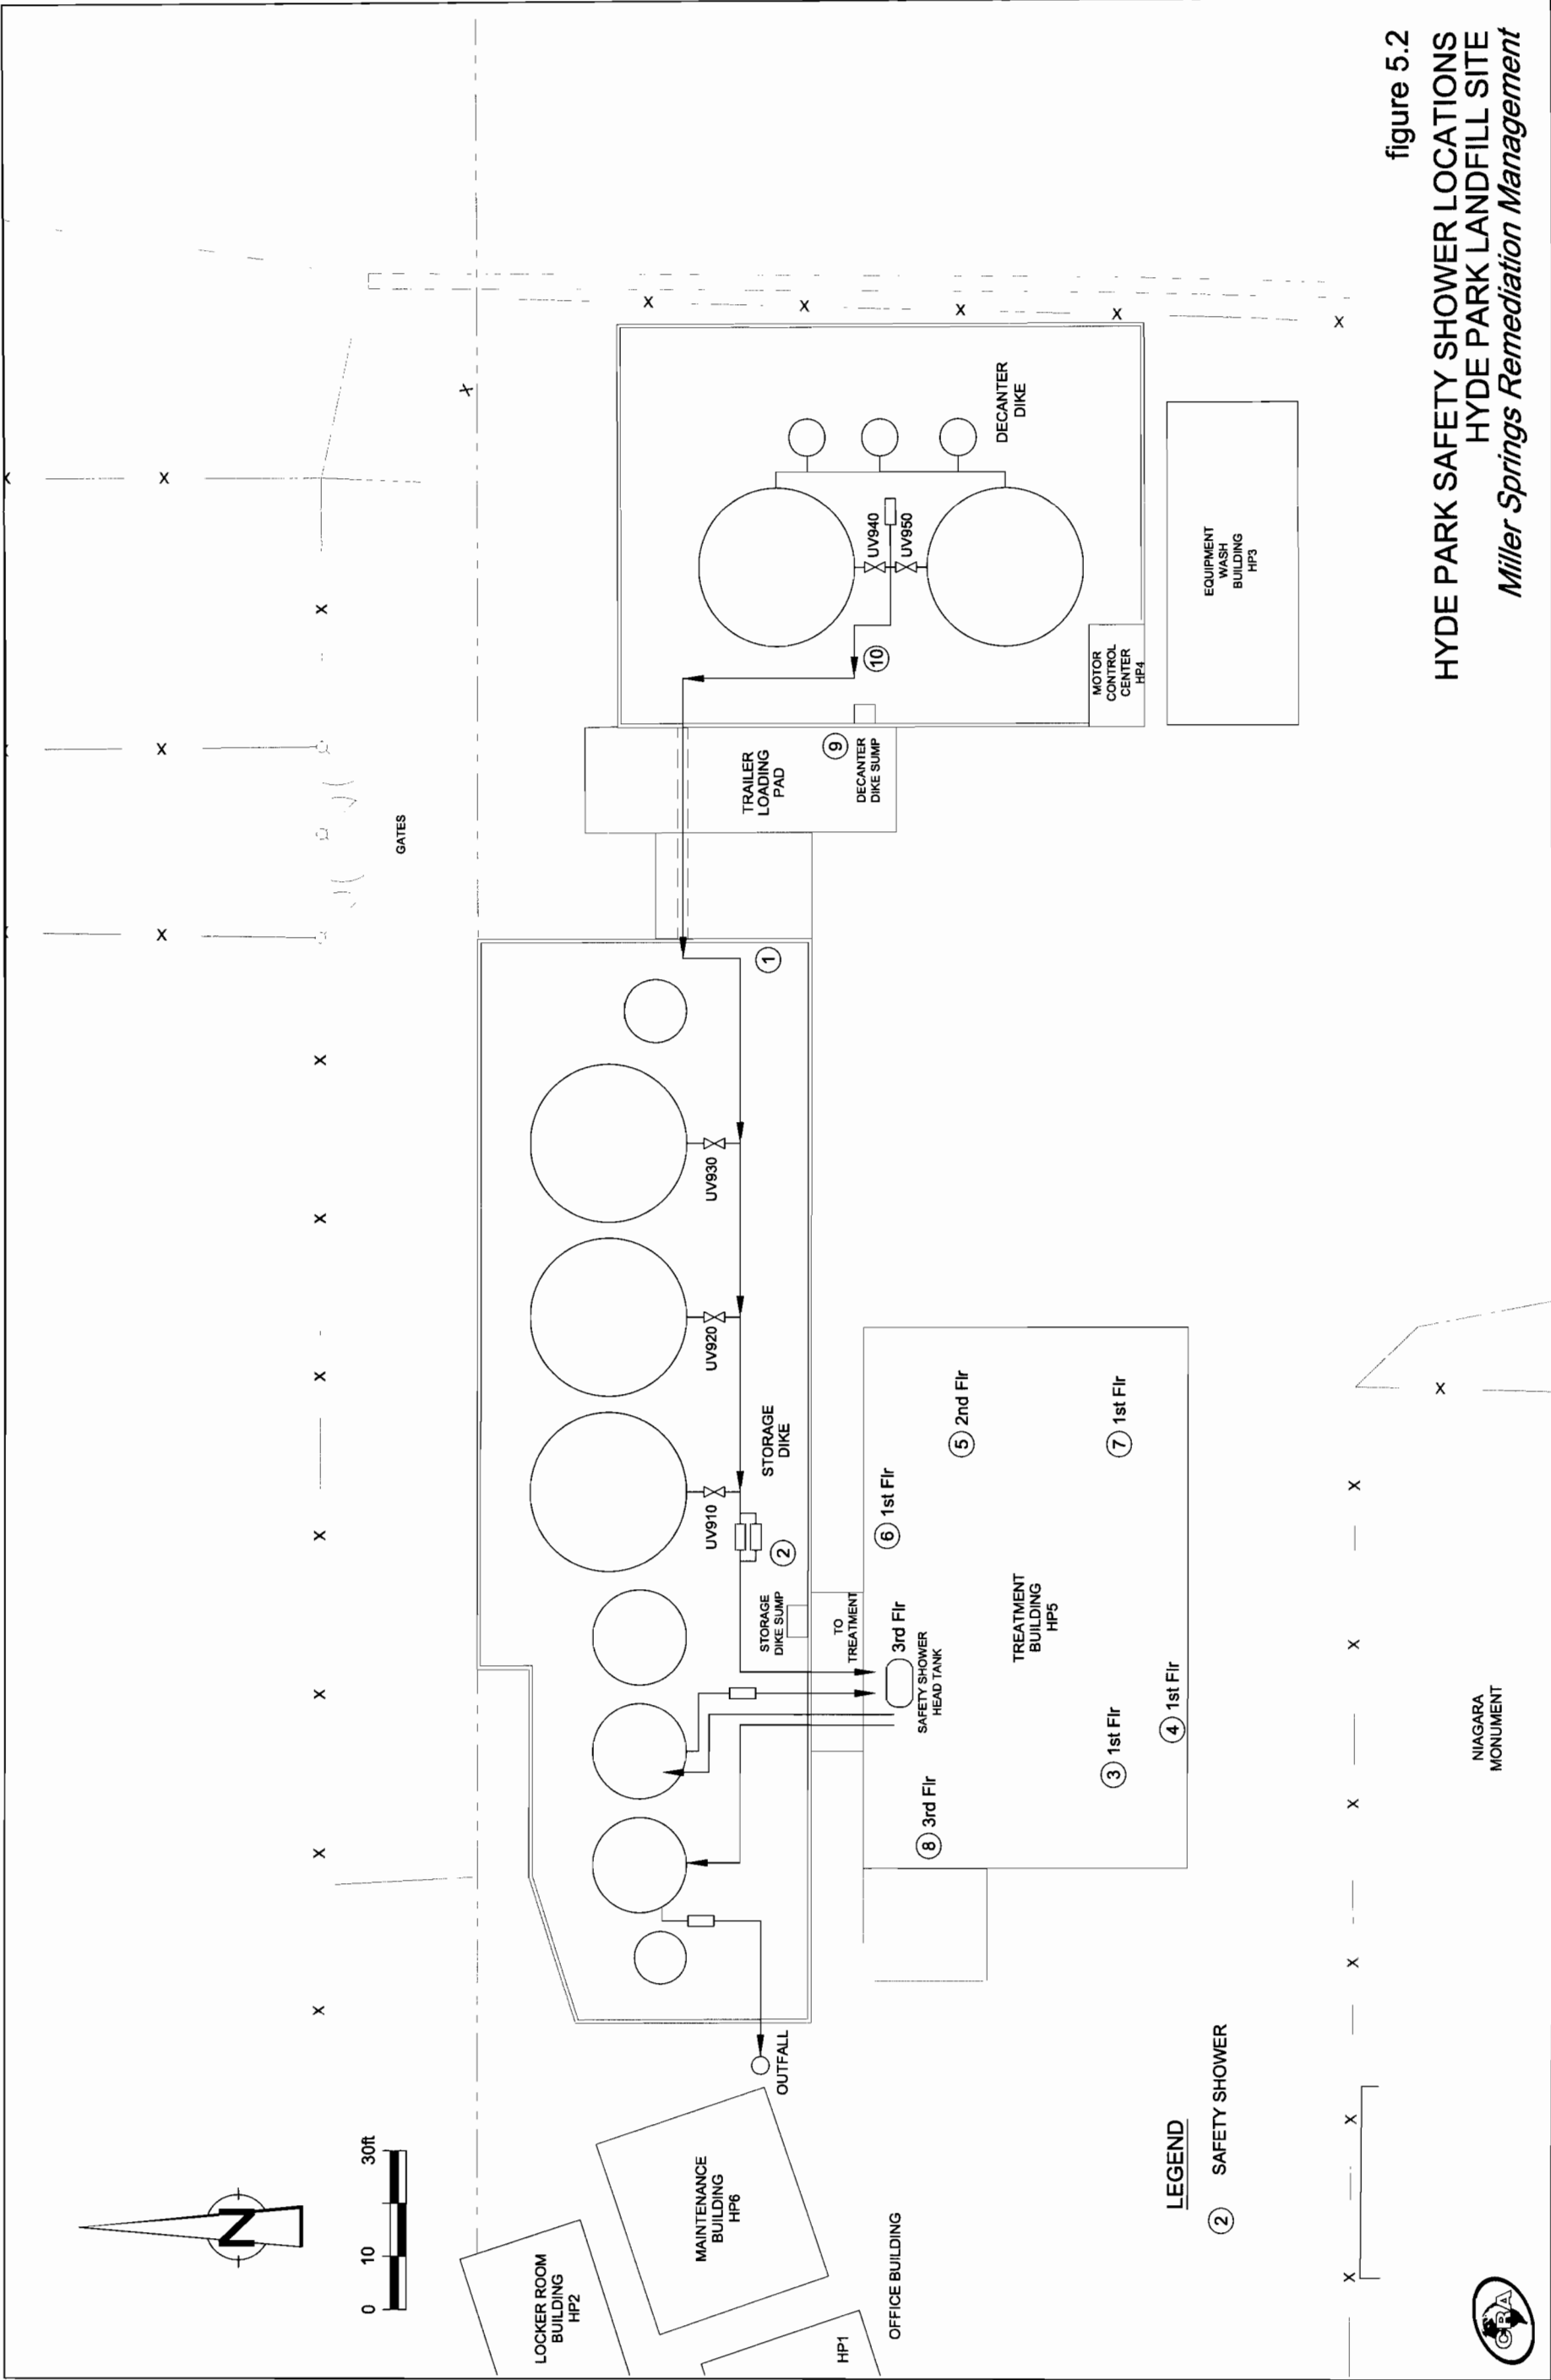 N
0
10
30ft
LOCKER ROOM
BUILDING
HP2
MAINTENANCE
BUILDING
HP6
HP1
OFFICE BUILDING
OUTFALL
GATES
UV910
UV920
UV930
STORAGE
DIKE
2
1
STORAGE
DIKE SUMP
TO
TREATMENT
3rd Flr
SAFETY SHOWER
HEAD TANK
8 3rd Flr
6 1st Flr
5 2nd Flr
TREATMENT
BUILDING
HP5
3 1st Flr
4 1st Flr
7 1st Flr
TRAILER
LOADING
PAD
9
DECANTER
DIKE SUMP
10
UV940
UV950
DECANTER
DIKE
MOTOR
CONTROL
CENTER
HP4
EQUIPMENT
WASH
BUILDING
HP3
LEGEND
2 SAFETY SHOWER
NIAGARA
MONUMENT
CRA
figure 5.2
HYDE PARK SAFETY SHOWER LOCATIONS
HYDE PARK LANDFILL SITE
Miller Springs Remediation Management